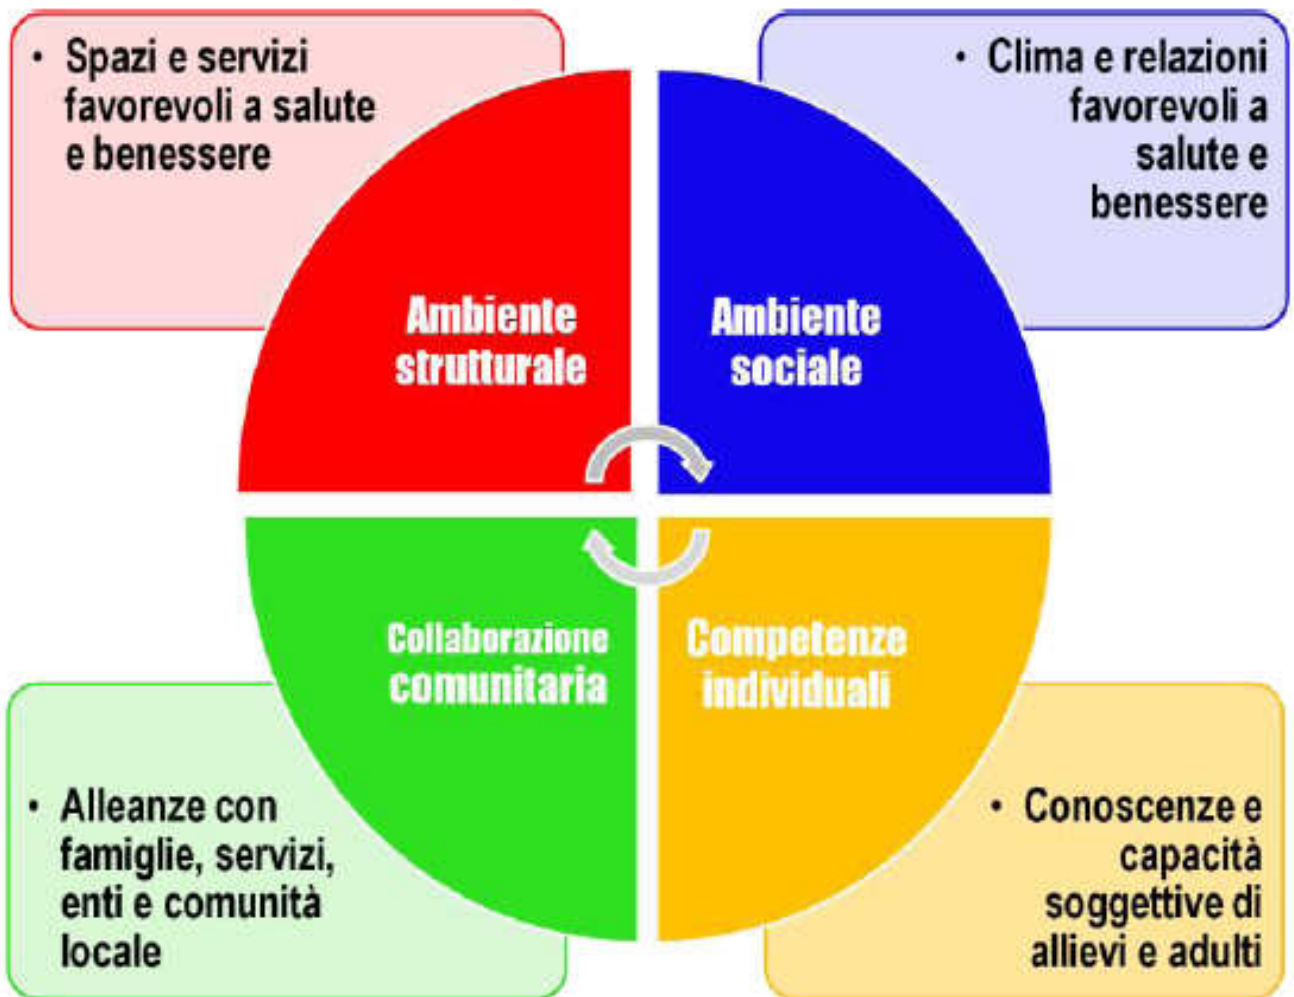 • Spazi e servizi
favorevoli a salute
e benessere
• Clima e relazioni
favorevoli a
salute e
benessere
Ambiente
strutturale
Ambiente
sociale
Collaborazione
comunitaria
Competenze
individuali
• Alleanze con
famiglie, servizi,
enti e comunità
locale
• Conoscenze e
capacità
soggettive di
allievi e adulti